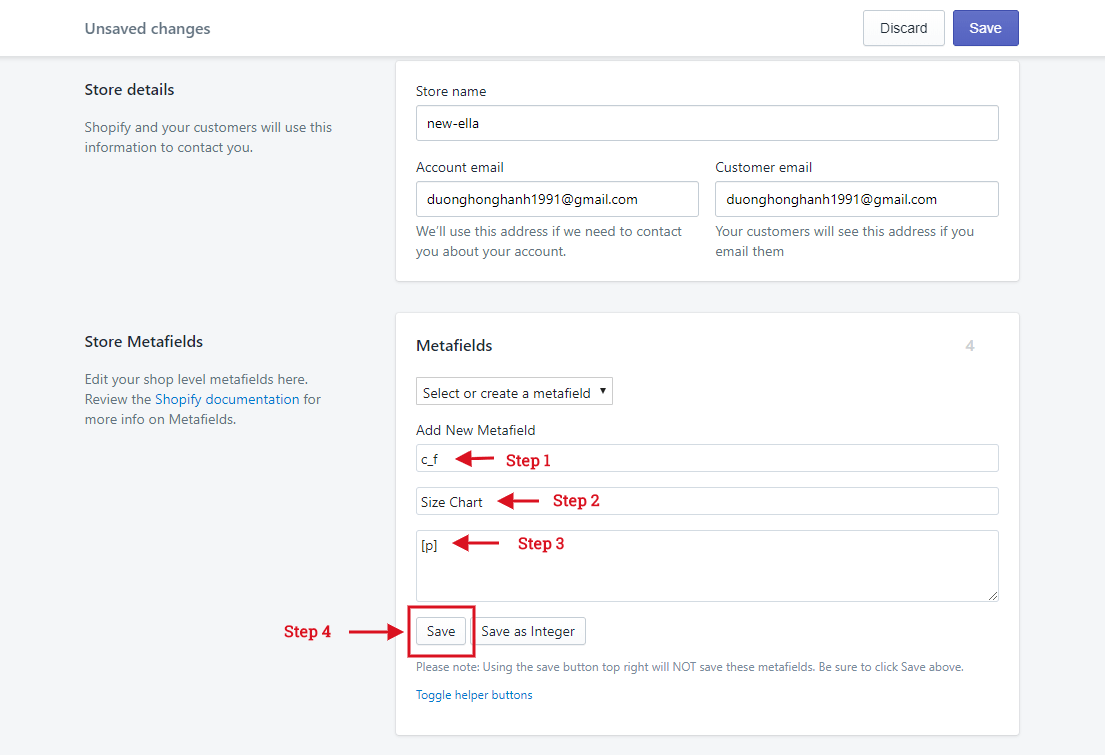 Unsaved changes
Discard
Save
Store details
Shopify and your customers will use this
information to contact you.
Store name
new-ella
Account email
Customer email
duonghonghanh1991@gmail.com
duonghonghanh1991@gmail.com
We'll use this address if we need to contact
you about your account.
Your customers will see this address if you
email them
Store Metafields
Edit your shop level metafields here.
Review the Shopify documentation for
more info on Metafields.
Metafields
4
Select or create a metafield
Add New Metafield
c_f
Step 1
Size Chart
Step 2
[p]
Step 3
Step 4
Save
Save as Integer
Please note: Using the save button top right will NOT save these metafields. Be sure to click Save above.
Toggle helper buttons